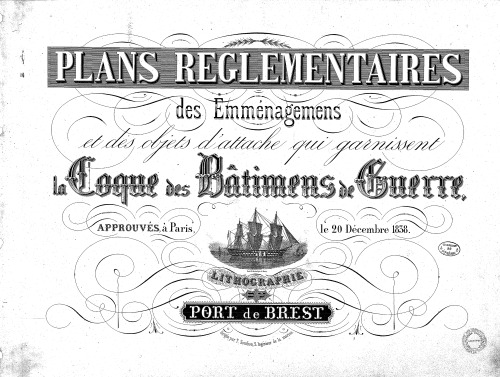 PLANS REGLEMENTAIRES
des Emménagemens
et des objets d'attache qui garnissent
la Coque des Bâtimens de Guerre,
APPROUVÉS, à Paris, le 20 Décembre 1838.
LITHOGRAPHIE
DU
PORT de BREST